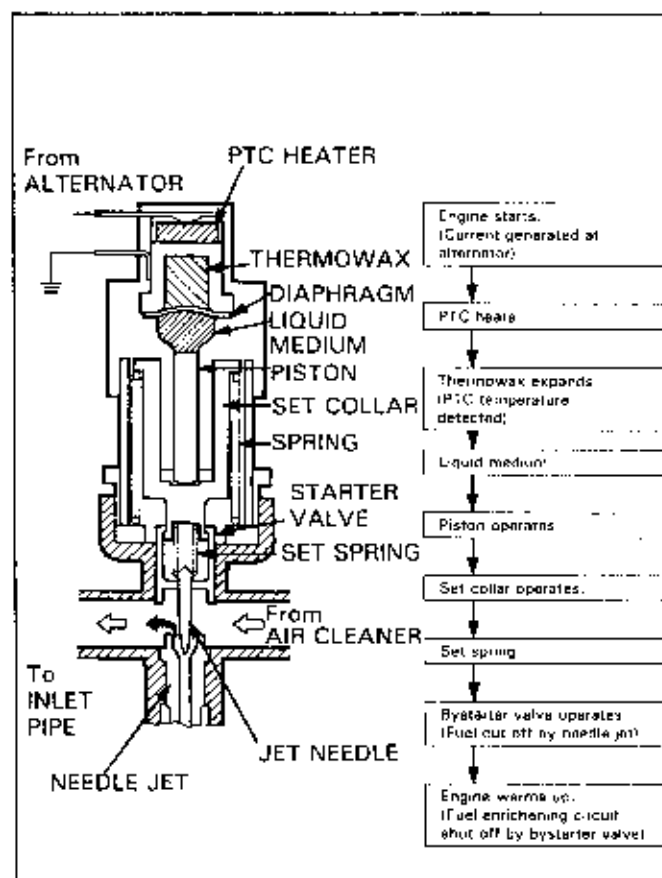 From
ALTERNATOR
PTC HEATER
THERMOWAX
DIAPHRAGM
LIQUID
MEDIUM
PISTON
SET COLLAR
SPRING
STARTER
VALVE
SET SPRING
From
AIR CLEANER
To
INLET
PIPE
JET NEEDLE
NEEDLE JET
Engine starts.
(Current generated at
alternator)
PTC heats
Thermowax expands
(PTC temperature
detected)
Liquid medium
Piston operates
Set collar operates.
Set spring
Bystarter valve operates
(Fuel cut off by needle jet)
Engine warms up.
(Fuel enrichening circuit
shut off by bystarter valve)